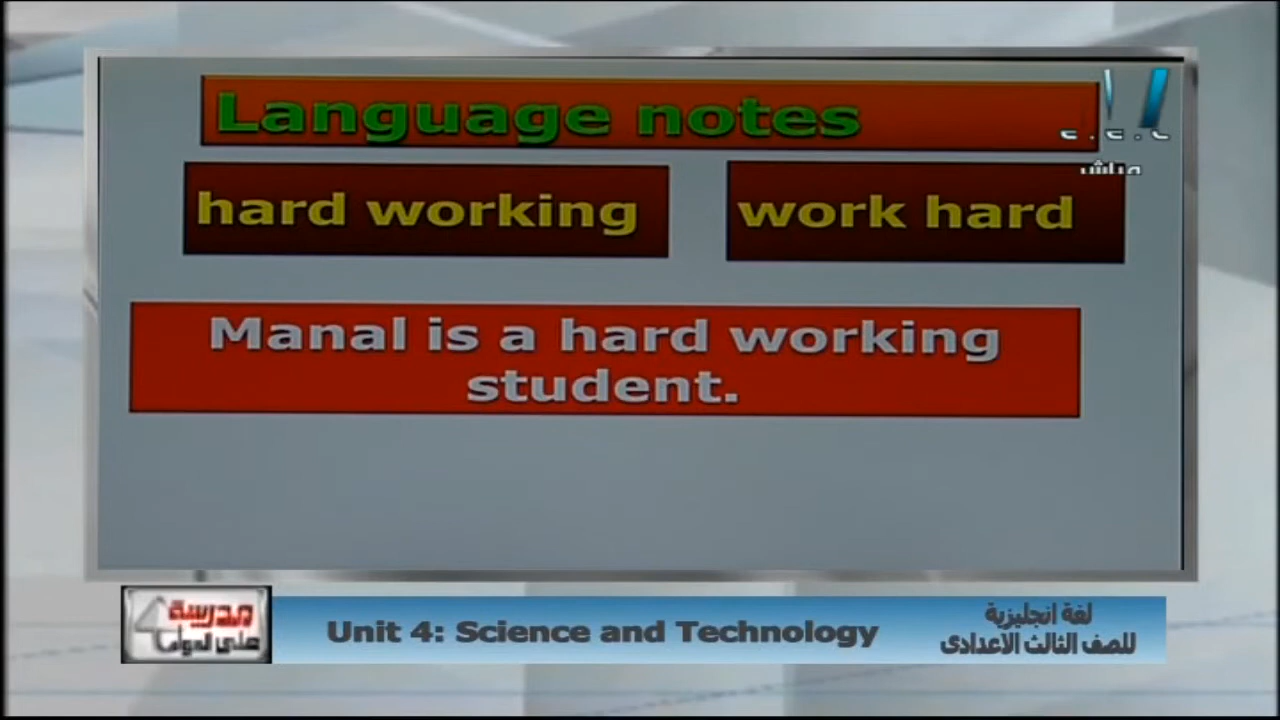 Language notes
hard working
work hard
Manal is a hard working
student.
مباشر
Unit 4: Science and Technology
لغة انجليزية
للصف الثالث الاعدادى
مدرسة
على الهواء